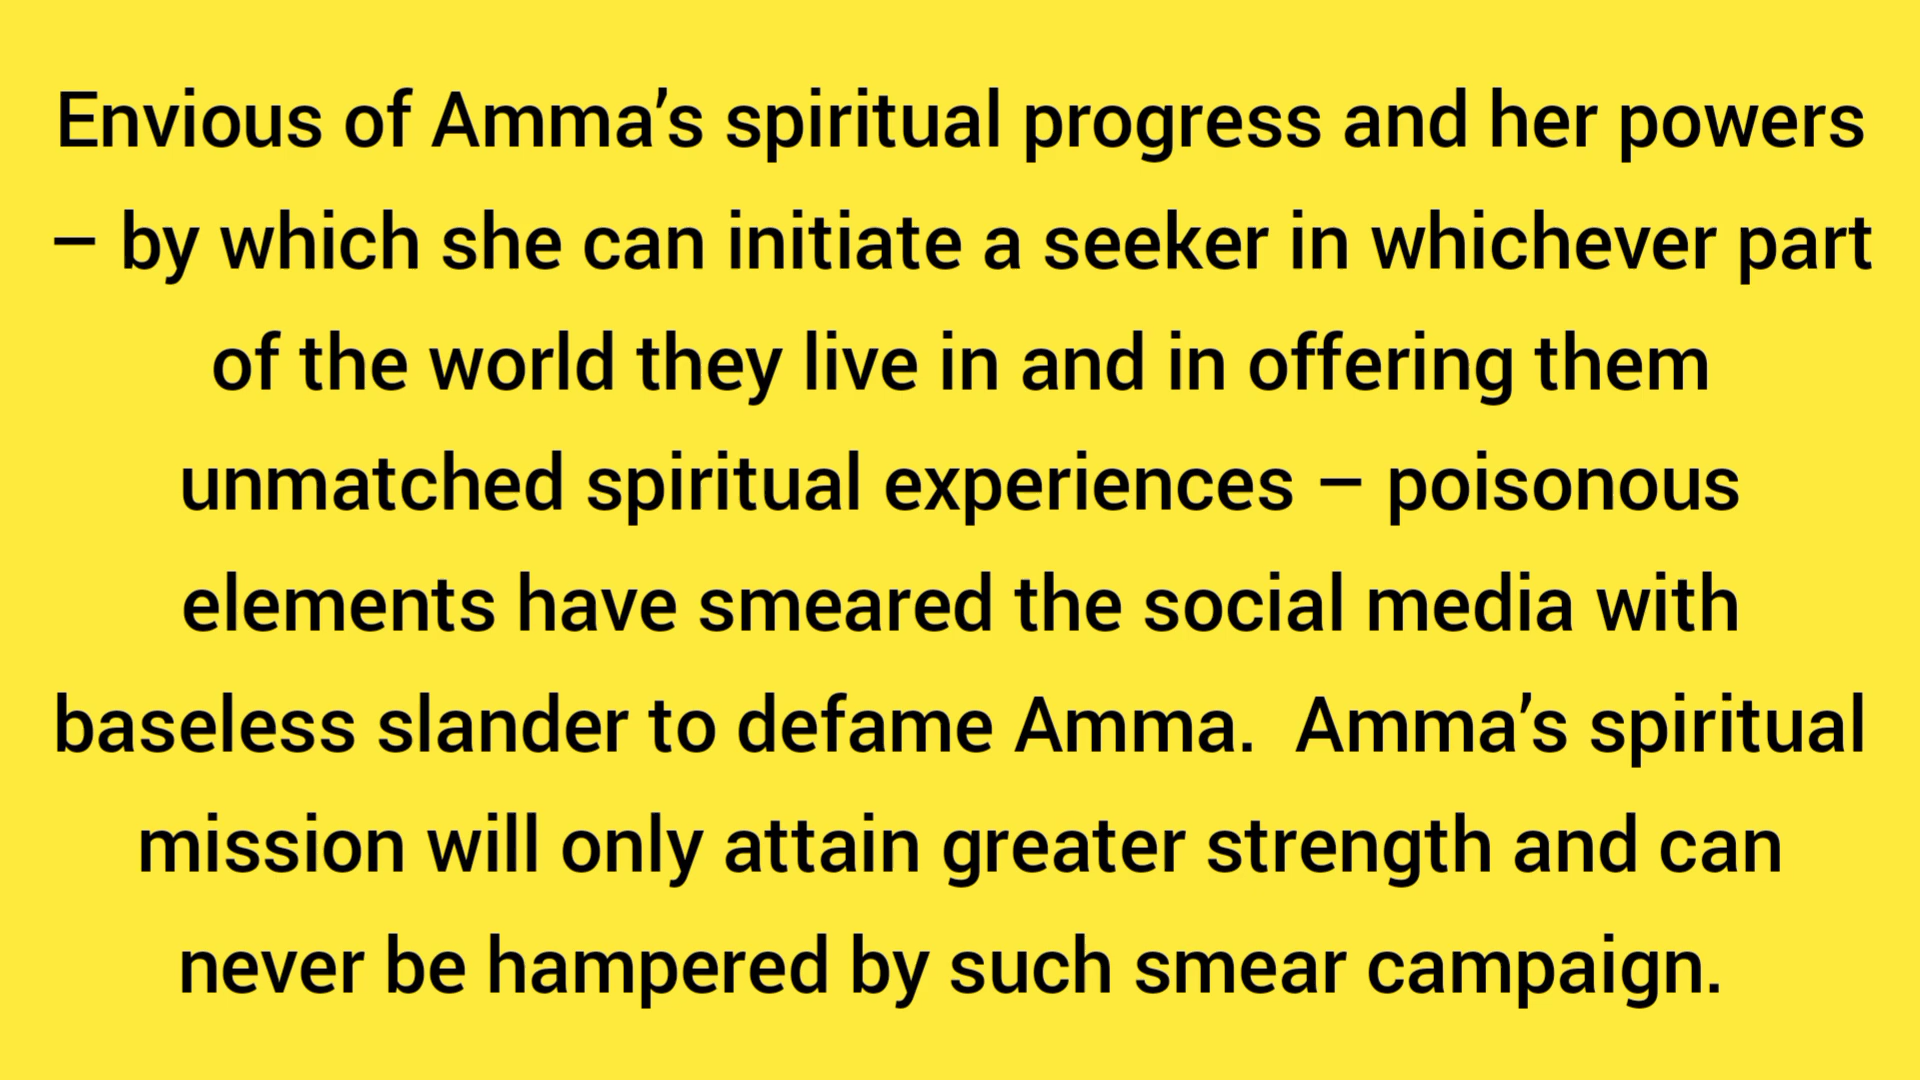 Envious of Amma’s spiritual progress and her powers
– by which she can initiate a seeker in whichever part
of the world they live in and in offering them
unmatched spiritual experiences – poisonous
elements have smeared the social media with
baseless slander to defame Amma.  Amma’s spiritual
mission will only attain greater strength and can
never be hampered by such smear campaign.